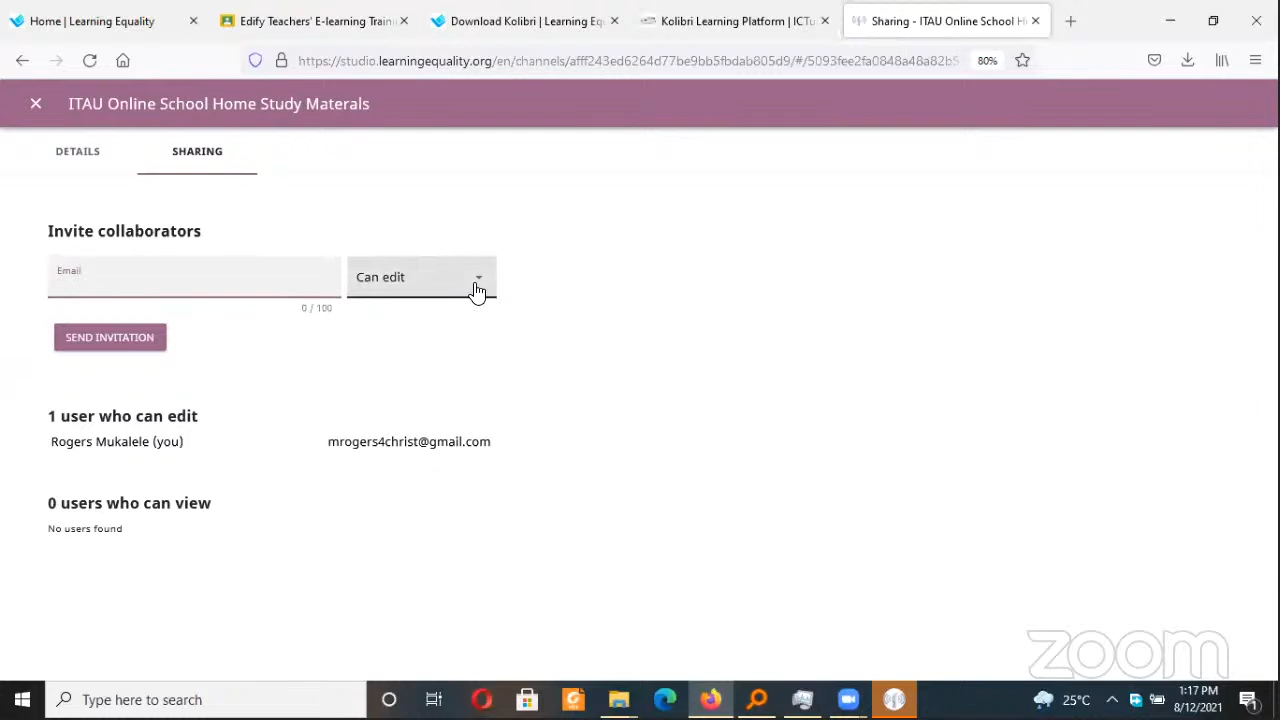 Home | Learning Equality
Edify Teachers' E-learning Traini
Download Kolibri | Learning Equ
Kolibri Learning Platform | ICTu
Sharing - ITAU Online School H
https://studio.learningequality.org/en/channels/afff243ed6264d77be9bb5fbdab805d9/#/5093fee2fa0848a48a82b5
80%
ITAU Online School Home Study Materals
DETAILS
SHARING
Invite collaborators
Email
Can edit
0 / 100
SEND INVITATION
1 user who can edit
Rogers Mukalele (you)
mrogers4christ@gmail.com
0 users who can view
No users found
zoom
Type here to search
25°C
1:17 PM
8/12/2021
1